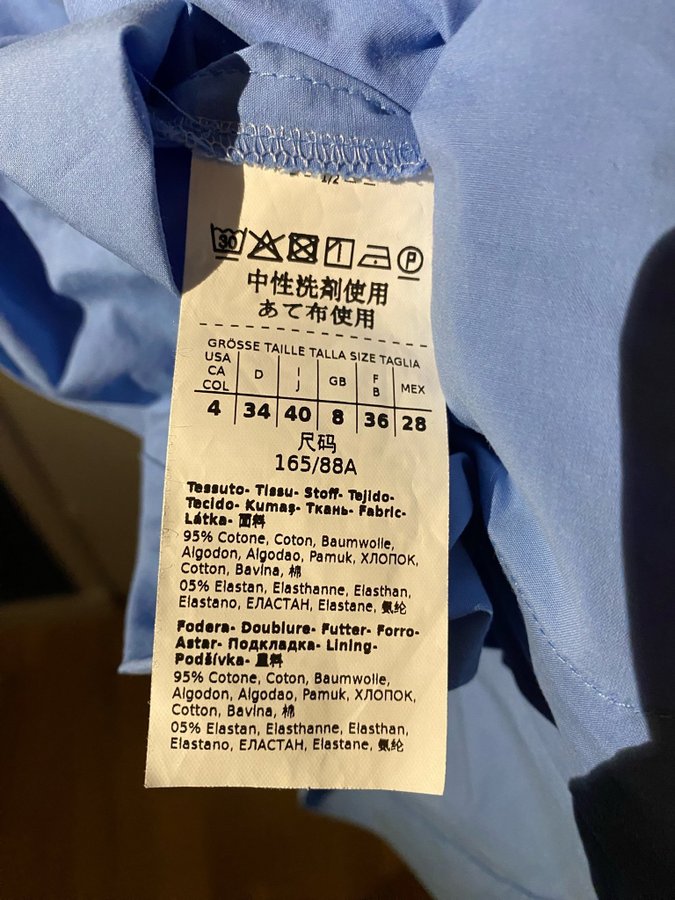 1/2
30
P
中性洗剤使用
あて布使用
GRÖSSE TAILLE TALLA SIZE TAGLIA
USA CA COL D I J GB F B MEX
4 34 40 8 36 28
尺码
165/88A
Tessuto- Tissu- Stoff- Tejido-
Tecido- Kumaş- Ткань- Fabric-
Látka- 面料
95% Cotone, Coton, Baumwolle,
Algodon, Algodao, Pamuk, ХЛОПОК,
Cotton, Bavlna, 棉
05% Elastan, Elasthanne, Elasthan,
Elastano, ЕЛАСТАН, Elastane, 氨纶
Fodera- Doublure- Futter- Forro-
Astar- Подкладка- Lining-
Podšívka- 里料
95% Cotone, Coton, Baumwolle,
Algodon, Algodao, Pamuk, ХЛОПОК,
Cotton, Bavlna, 棉
05% Elastan, Elasthanne, Elasthan,
Elastano, ЕЛАСТАН, Elastane, 氨纶